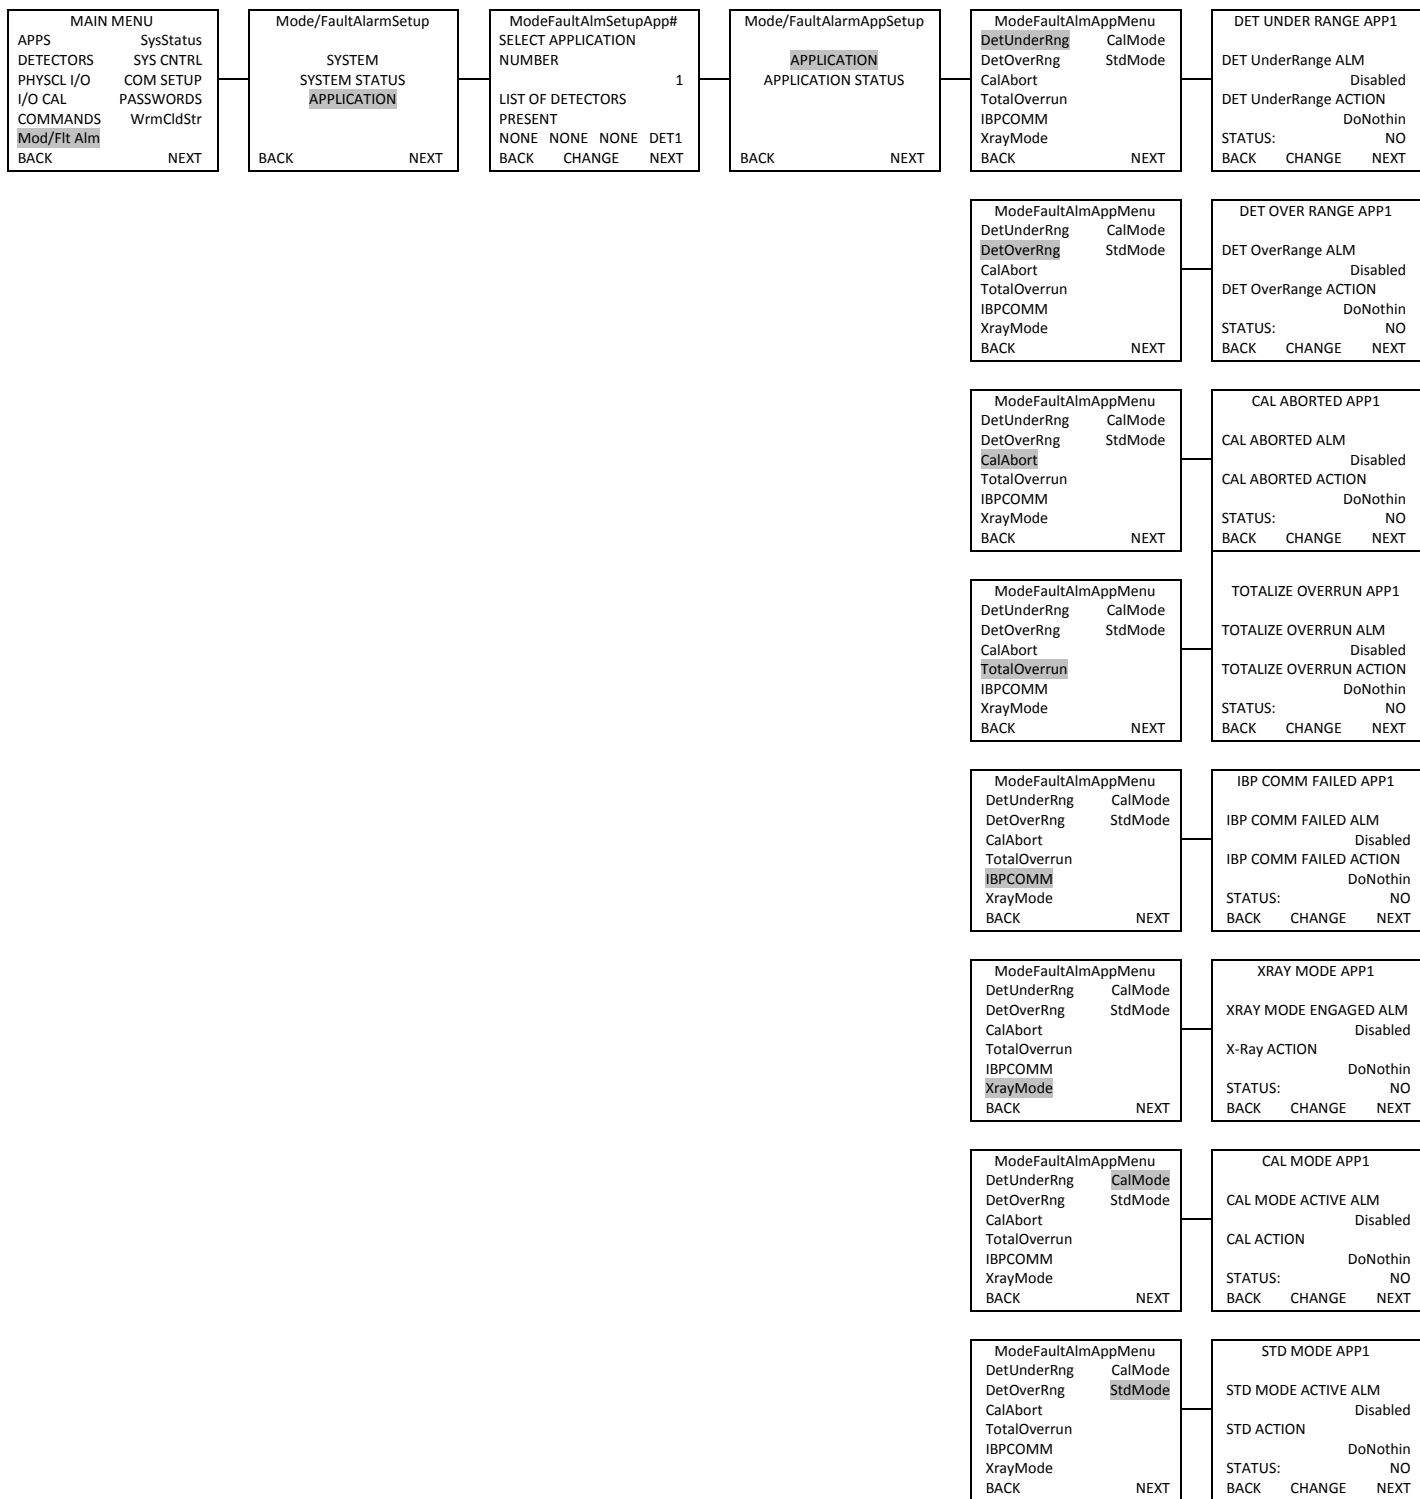 MAIN MENU
APPS SysStatus
DETECTORS SYS CNTRL
PHYSCL I/O COM SETUP
I/O CAL PASSWORDS
COMMANDS WrmCldStr
Mod/Flt Alm
BACK NEXT
Mode/FaultAlarmSetup
SYSTEM
SYSTEM STATUS
APPLICATION
BACK NEXT
ModeFaultAlmSetupApp#
SELECT APPLICATION
NUMBER
1
LIST OF DETECTORS
PRESENT
NONE NONE NONE DET1
BACK CHANGE NEXT
Mode/FaultAlarmAppSetup
APPLICATION
APPLICATION STATUS
BACK NEXT
ModeFaultAlmAppMenu
DetUnderRng CalMode
DetOverRng StdMode
CalAbort
TotalOverrun
IBPCOMM
XrayMode
BACK NEXT
DET UNDER RANGE APP1
DET UnderRange ALM
Disabled
DET UnderRange ACTION
DoNothin
STATUS: NO
BACK CHANGE NEXT
ModeFaultAlmAppMenu
DetUnderRng CalMode
DetOverRng StdMode
CalAbort
TotalOverrun
IBPCOMM
XrayMode
BACK NEXT
DET OVER RANGE APP1
DET OverRange ALM
Disabled
DET OverRange ACTION
DoNothin
STATUS: NO
BACK CHANGE NEXT
ModeFaultAlmAppMenu
DetUnderRng CalMode
DetOverRng StdMode
CalAbort
TotalOverrun
IBPCOMM
XrayMode
BACK NEXT
CAL ABORTED APP1
CAL ABORTED ALM
Disabled
CAL ABORTED ACTION
DoNothin
STATUS: NO
BACK CHANGE NEXT
ModeFaultAlmAppMenu
DetUnderRng CalMode
DetOverRng StdMode
CalAbort
TotalOverrun
IBPCOMM
XrayMode
BACK NEXT
TOTALIZE OVERRUN APP1
TOTALIZE OVERRUN ALM
Disabled
TOTALIZE OVERRUN ACTION
DoNothin
STATUS: NO
BACK CHANGE NEXT
ModeFaultAlmAppMenu
DetUnderRng CalMode
DetOverRng StdMode
CalAbort
TotalOverrun
IBPCOMM
XrayMode
BACK NEXT
IBP COMM FAILED APP1
IBP COMM FAILED ALM
Disabled
IBP COMM FAILED ACTION
DoNothin
STATUS: NO
BACK CHANGE NEXT
ModeFaultAlmAppMenu
DetUnderRng CalMode
DetOverRng StdMode
CalAbort
TotalOverrun
IBPCOMM
XrayMode
BACK NEXT
XRAY MODE APP1
XRAY MODE ENGAGED ALM
Disabled
X-Ray ACTION
DoNothin
STATUS: NO
BACK CHANGE NEXT
ModeFaultAlmAppMenu
DetUnderRng CalMode
DetOverRng StdMode
CalAbort
TotalOverrun
IBPCOMM
XrayMode
BACK NEXT
CAL MODE APP1
CAL MODE ACTIVE ALM
Disabled
CAL ACTION
DoNothin
STATUS: NO
BACK CHANGE NEXT
ModeFaultAlmAppMenu
DetUnderRng CalMode
DetOverRng StdMode
CalAbort
TotalOverrun
IBPCOMM
XrayMode
BACK NEXT
STD MODE APP1
STD MODE ACTIVE ALM
Disabled
STD ACTION
DoNothin
STATUS: NO
BACK CHANGE NEXT